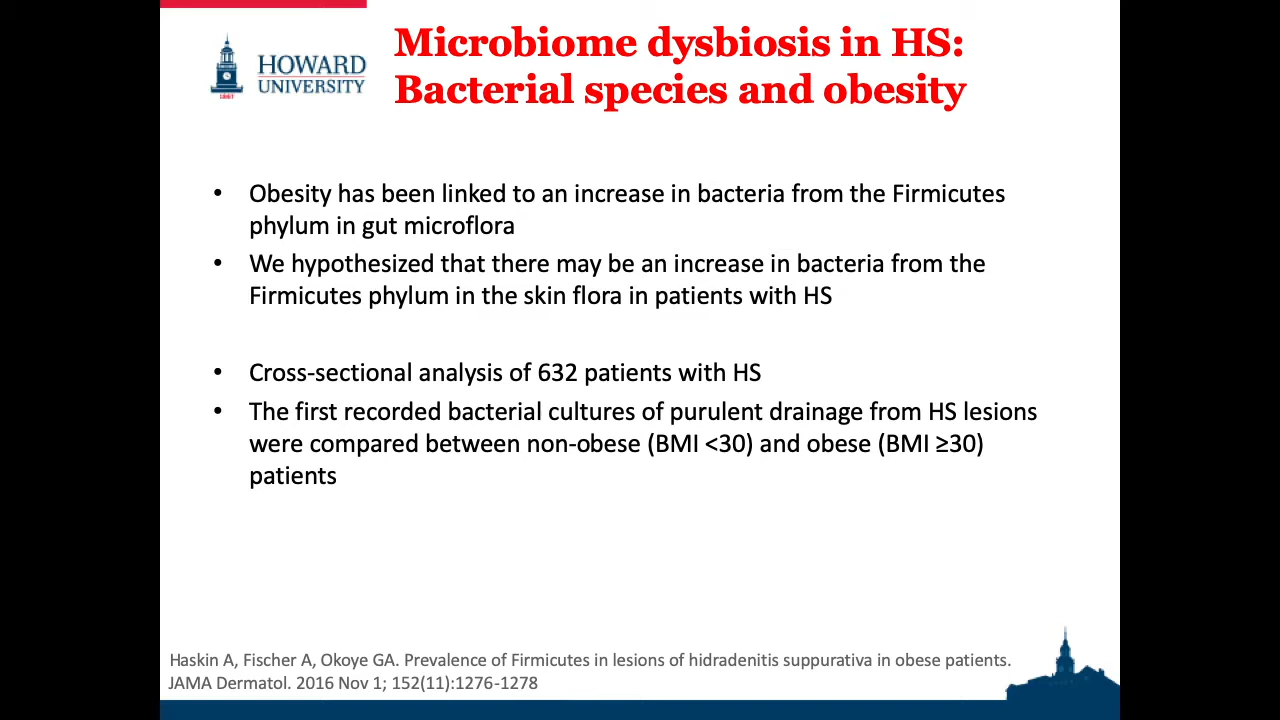 HOWARD
UNIVERSITY
Microbiome dysbiosis in HS:
Bacterial species and obesity
• Obesity has been linked to an increase in bacteria from the Firmicutes
phylum in gut microflora
• We hypothesized that there may be an increase in bacteria from the
Firmicutes phylum in the skin flora in patients with HS
• Cross-sectional analysis of 632 patients with HS
• The first recorded bacterial cultures of purulent drainage from HS lesions
were compared between non-obese (BMI <30) and obese (BMI ≥30)
patients
Haskin A, Fischer A, Okoye GA. Prevalence of Firmicutes in lesions of hidradenitis suppurativa in obese patients.
JAMA Dermatol. 2016 Nov 1; 152(11):1276-1278